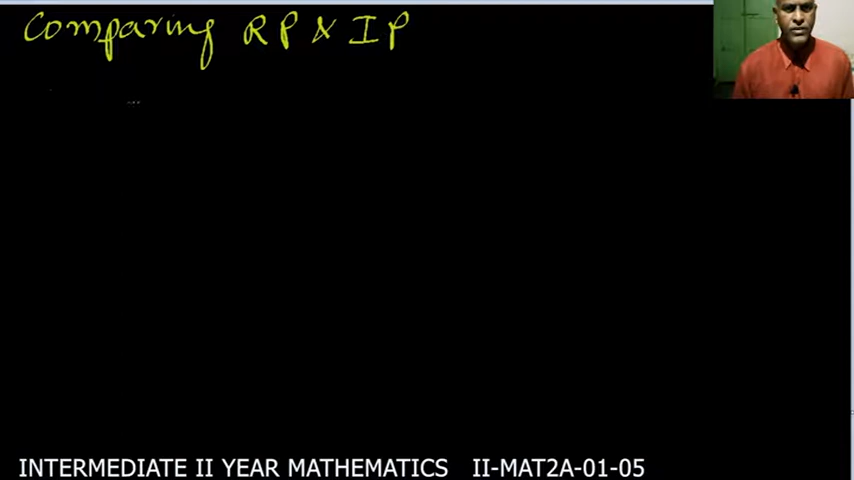 Comparing RP & IP
INTERMEDIATE II YEAR MATHEMATICS II-MAT2A-01-05